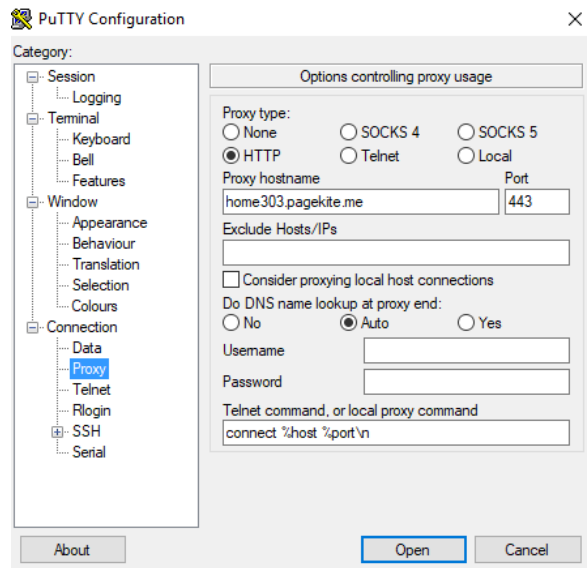 PuTTY Configuration
Category:
Session
Logging
Terminal
Keyboard
Bell
Features
Window
Appearance
Behaviour
Translation
Selection
Colours
Connection
Data
Proxy
Telnet
Rlogin
SSH
Serial
Options controlling proxy usage
Proxy type:
None SOCKS 4 SOCKS 5
HTTP Telnet Local
Proxy hostname Port
home303.pagekite.me 443
Exclude Hosts/IPs
Consider proxying local host connections
Do DNS name lookup at proxy end:
No Auto Yes
Username
Password
Telnet command, or local proxy command
connect %host %port\n
About Open Cancel